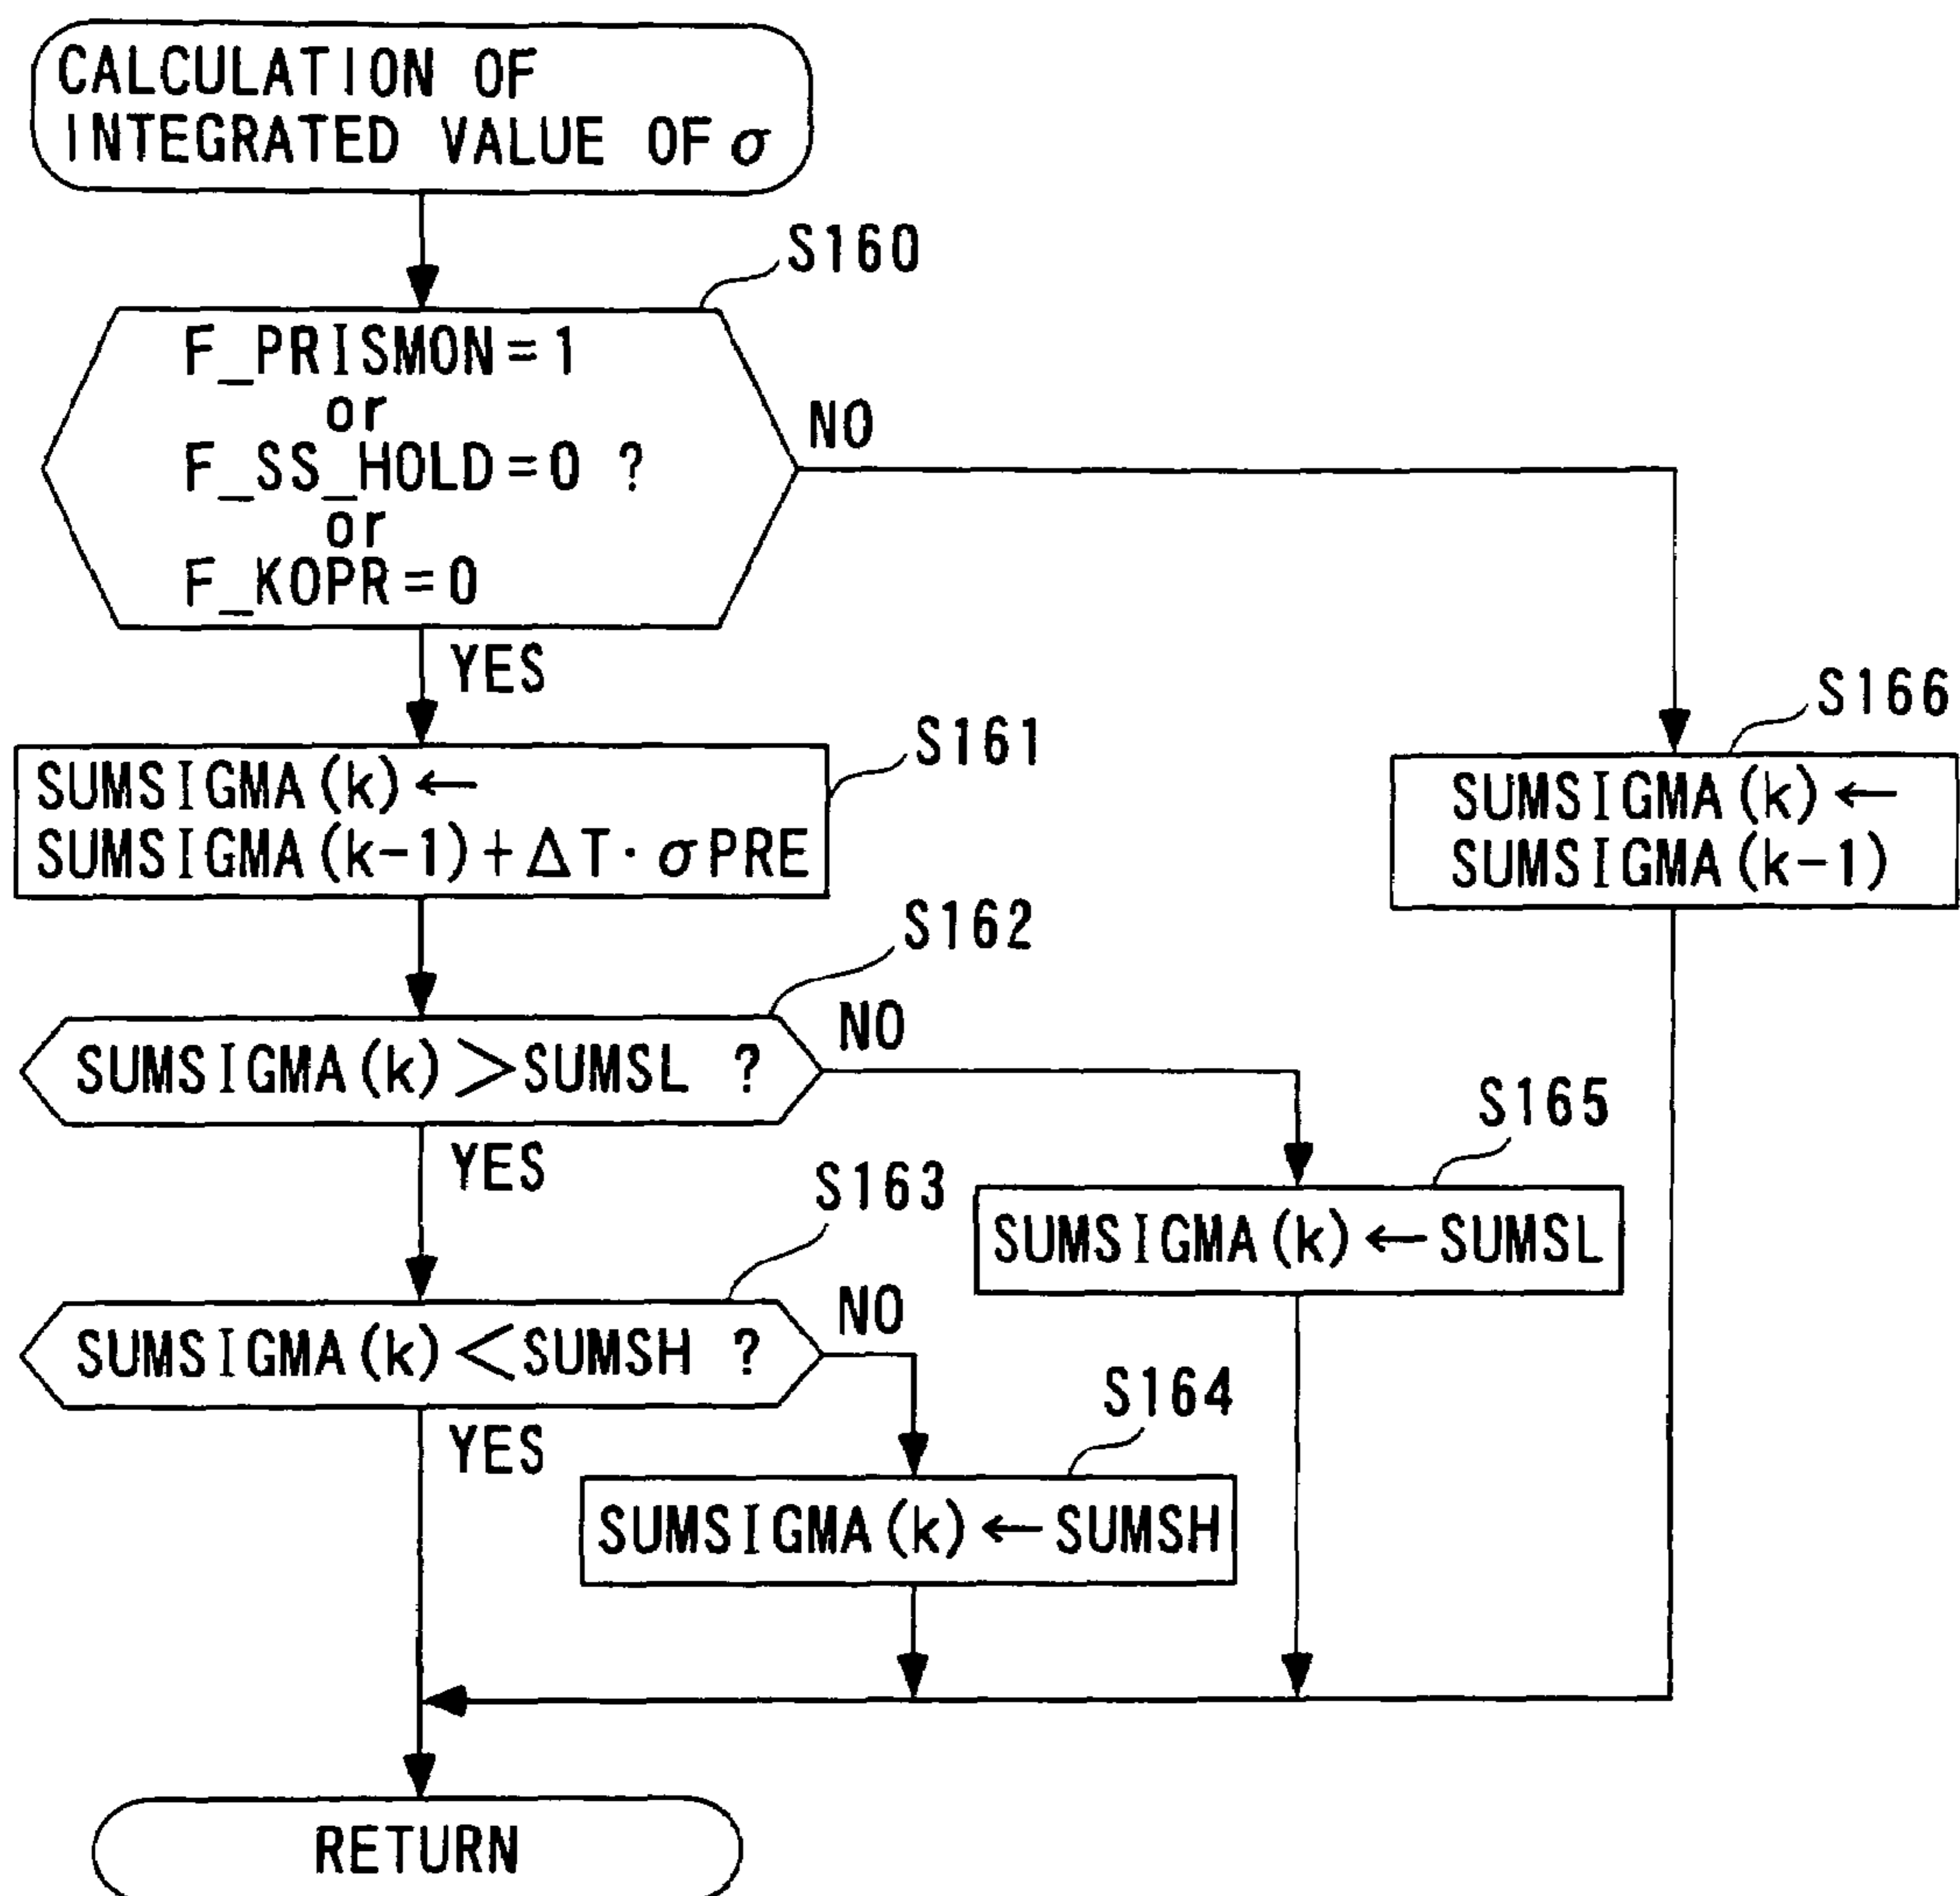 CALCULATION OF
INTEGRATED VALUE OF σ
S160
F_PRISMON=1
or
F_SS_HOLD=0 ?
or
F_KOPR=0
NO
YES
S161
SUMSIGMA(k)←
SUMSIGMA(k-1)+ΔT·σPRE
S166
SUMSIGMA(k)←
SUMSIGMA(k-1)
S162
SUMSIGMA(k)>SUMSL ?
NO
YES
S165
SUMSIGMA(k)←SUMSL
S163
SUMSIGMA(k)<SUMSH ?
NO
YES
S164
SUMSIGMA(k)←SUMSH
RETURN